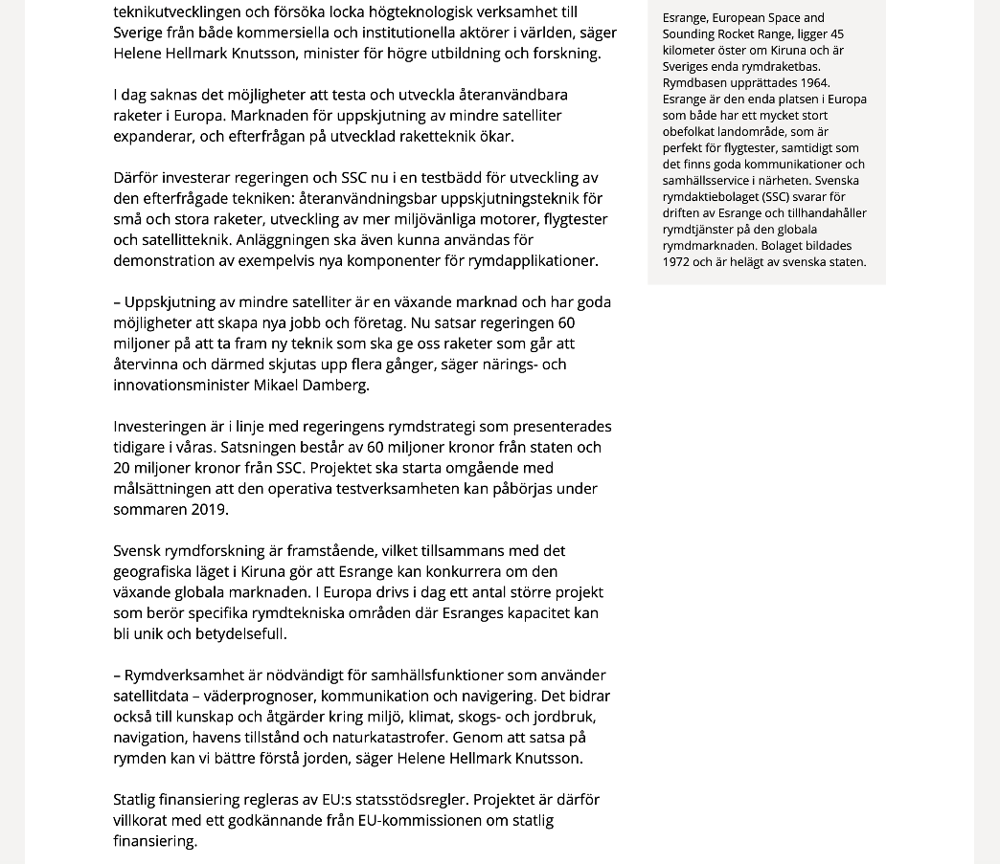 teknikutvecklingen och försöka locka högteknologisk verksamhet till
Sverige från både kommersiella och institutionella aktörer i världen, säger
Helene Hellmark Knutsson, minister för högre utbildning och forskning.
I dag saknas det möjligheter att testa och utveckla återanvändbara
raketer i Europa. Marknaden för uppskjutning av mindre satelliter
expanderar, och efterfrågan på utvecklad raketteknik ökar.
Därför investerar regeringen och SSC nu i en testbädd för utveckling av
den efterfrågade tekniken: återanvändningsbar uppskjutningsteknik för
små och stora raketer, utveckling av mer miljövänliga motorer, flygtester
och satellitteknik. Anläggningen ska även kunna användas för
demonstration av exempelvis nya komponenter för rymdapplikationer.
– Uppskjutning av mindre satelliter är en växande marknad och har goda
möjligheter att skapa nya jobb och företag. Nu satsar regeringen 60
miljoner på att ta fram ny teknik som ska ge oss raketer som går att
återvinna och därmed skjutas upp flera gånger, säger närings- och
innovationsminister Mikael Damberg.
Investeringen är i linje med regeringens rymdstrategi som presenterades
tidigare i våras. Satsningen består av 60 miljoner kronor från staten och
20 miljoner kronor från SSC. Projektet ska starta omgående med
målsättningen att den operativa testverksamheten kan påbörjas under
sommaren 2019.
Svensk rymdforskning är framstående, vilket tillsammans med det
geografiska läget i Kiruna gör att Esrange kan konkurrera om den
växande globala marknaden. I Europa drivs i dag ett antal större projekt
som berör specifika rymdtekniska områden där Esranges kapacitet kan
bli unik och betydelsefull.
– Rymdverksamhet är nödvändigt för samhällsfunktioner som använder
satellitdata – väderprognoser, kommunikation och navigering. Det bidrar
också till kunskap och åtgärder kring miljö, klimat, skogs- och jordbruk,
navigation, havens tillstånd och naturkatastrofer. Genom att satsa på
rymden kan vi bättre förstå jorden, säger Helene Hellmark Knutsson.
Statlig finansiering regleras av EU:s statsstödsregler. Projektet är därför
villkorat med ett godkännande från EU-kommissionen om statlig
finansiering.
Esrange, European Space and
Sounding Rocket Range, ligger 45
kilometer öster om Kiruna och är
Sveriges enda rymdraketbas.
Rymdbasen upprättades 1964.
Esrange är den enda platsen i Europa
som både har ett mycket stort
obefolkat landområde, som är
perfekt för flygtester, samtidigt som
det finns goda kommunikationer och
samhällsservice i närheten. Svenska
rymdaktiebolaget (SSC) svarar för
driften av Esrange och tillhandahåller
rymdtjänster på den globala
rymdmarknaden. Bolaget bildades
1972 och är helägt av svenska staten.